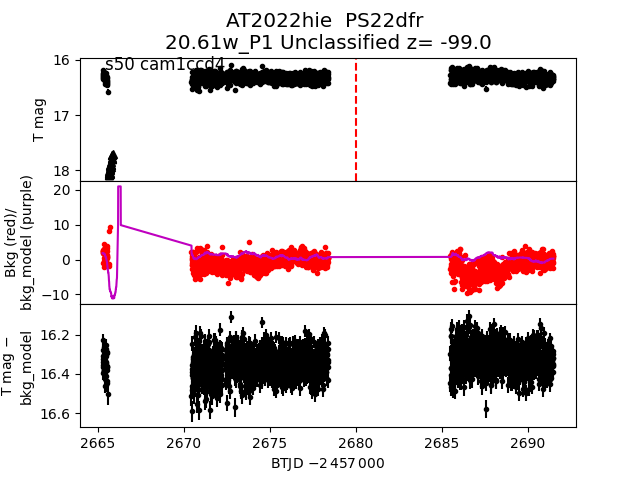 AT2022hie  PS22dfr
20.61w_P1 Unclassified z= -99.0
s50 cam1ccd4
16
17
18
T mag
20
10
0
−10
Bkg (red)/
bkg_model (purple)
16.2
16.4
16.6
T mag −
bkg_model
2665
2670
2675
2680
2685
2690
BTJD −2 457 000